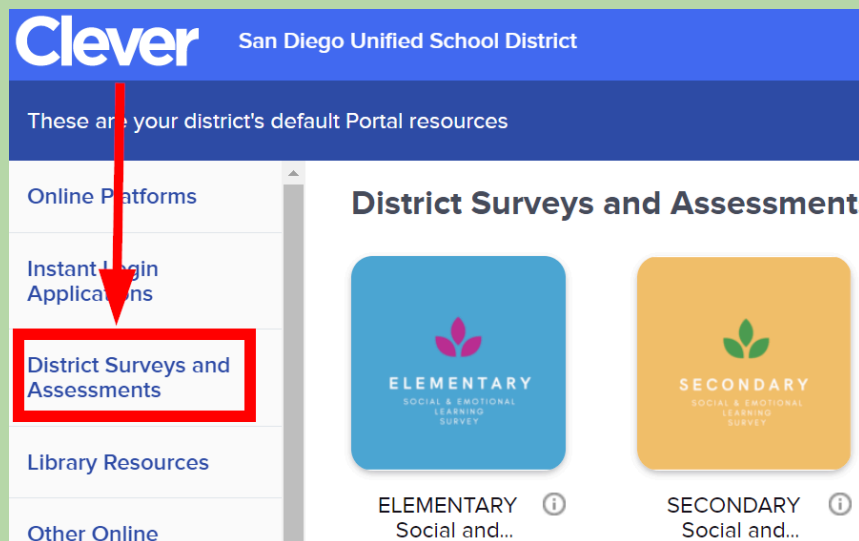 Clever
San Diego Unified School District
These are your district's default Portal resources
Online Platforms
Instant Login
Applications
District Surveys and
Assessments
Library Resources
Other Online
District Surveys and Assessment
ELEMENTARY
SOCIAL & EMOTIONAL
LEARNING
SURVEY
ELEMENTARY
Social and...
SECONDARY
SOCIAL & EMOTIONAL
LEARNING
SURVEY
SECONDARY
Social and...